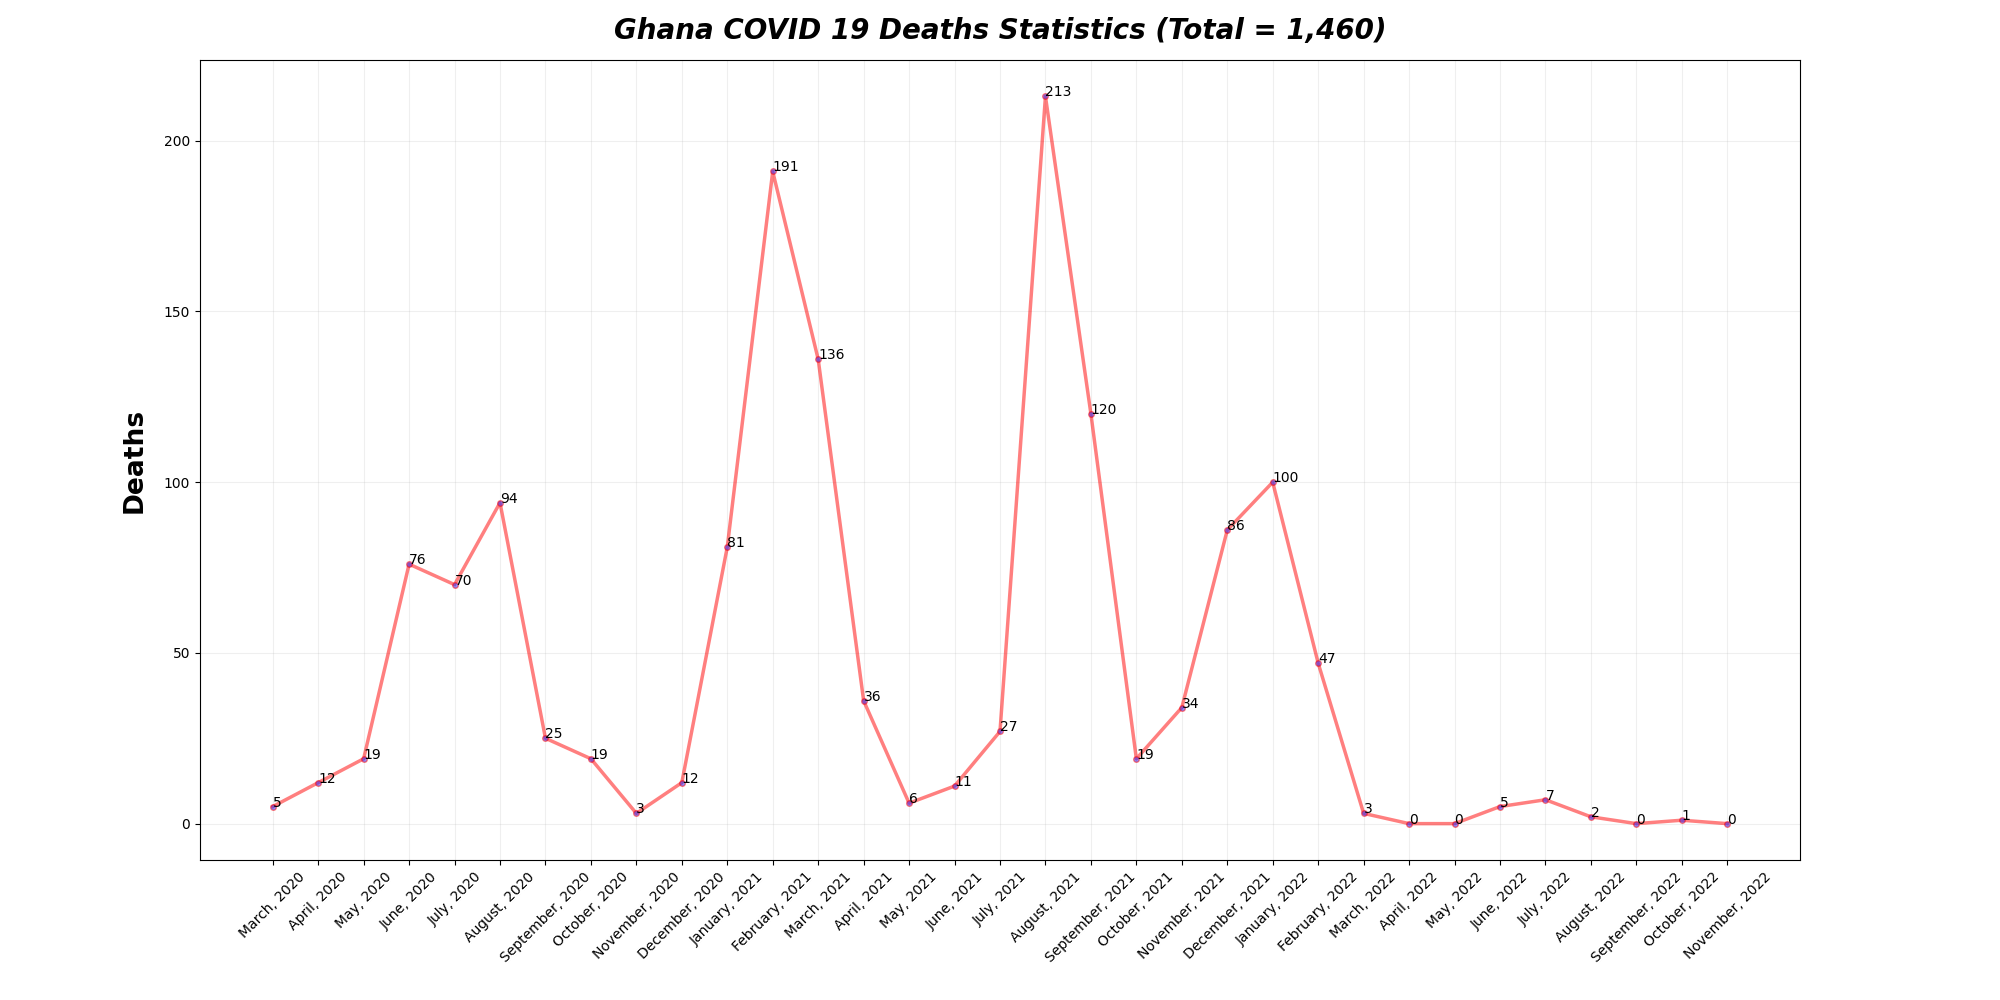 Ghana COVID 19 Deaths Statistics (Total = 1,460)
Deaths
200
150
100
50
0
5
12
19
76
70
94
25
19
3
12
81
191
136
36
6
11
27
213
120
19
34
86
100
47
3
0
0
5
7
2
0
1
0
March, 2020
April, 2020
May, 2020
June, 2020
July, 2020
August, 2020
September, 2020
October, 2020
November, 2020
December, 2020
January, 2021
February, 2021
March, 2021
April, 2021
May, 2021
June, 2021
July, 2021
August, 2021
September, 2021
October, 2021
November, 2021
December, 2021
January, 2022
February, 2022
March, 2022
April, 2022
May, 2022
June, 2022
July, 2022
August, 2022
September, 2022
October, 2022
November, 2022